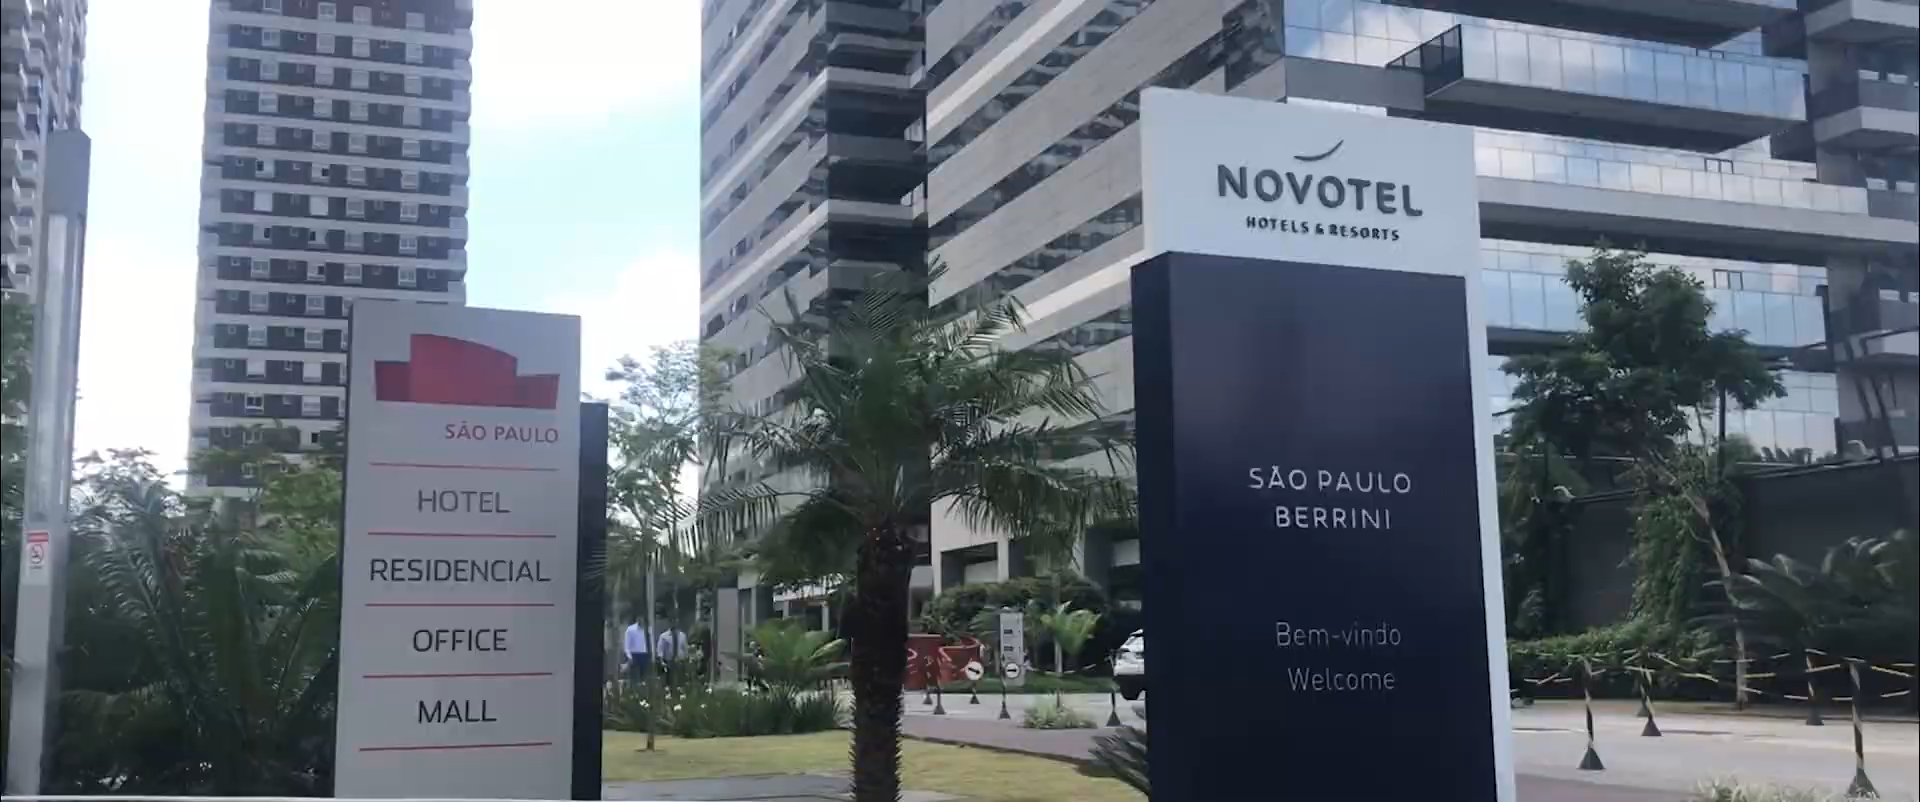 SÃO PAULO
HOTEL
RESIDENCIAL
OFFICE
MALL
NOVOTEL
HOTELS & RESORTS
SÃO PAULO
BERRINI
Bem-vindo
Welcome